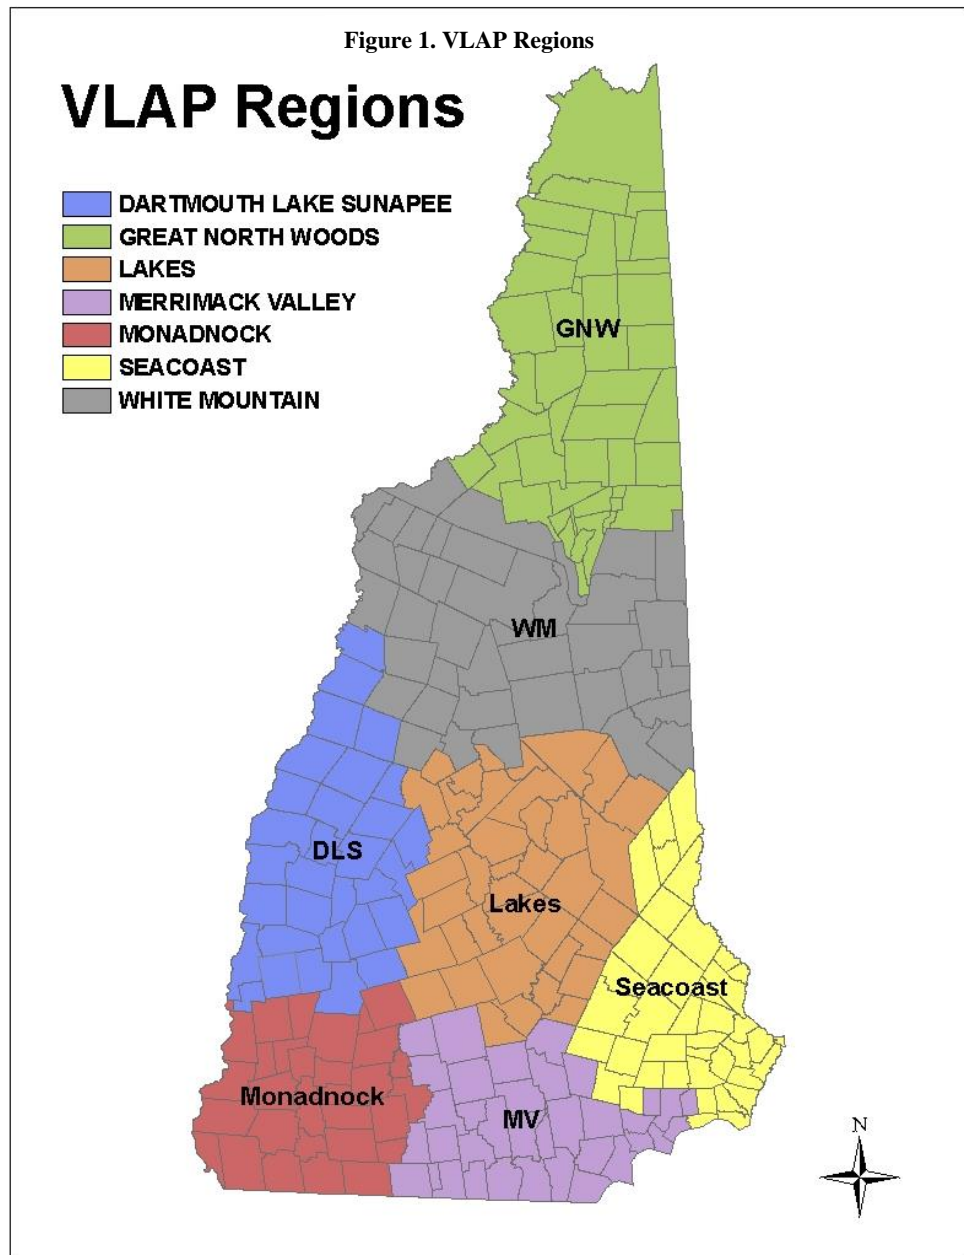 Figure 1. VLAP Regions
VLAP Regions
DARTMOUTH LAKE SUNAPEE
GREAT NORTH WOODS
LAKES
MERRIMACK VALLEY
MONADNOCK
SEACOAST
WHITE MOUNTAIN
GNW
WM
DLS
Lakes
Seacoast
Monadnock
MV
N